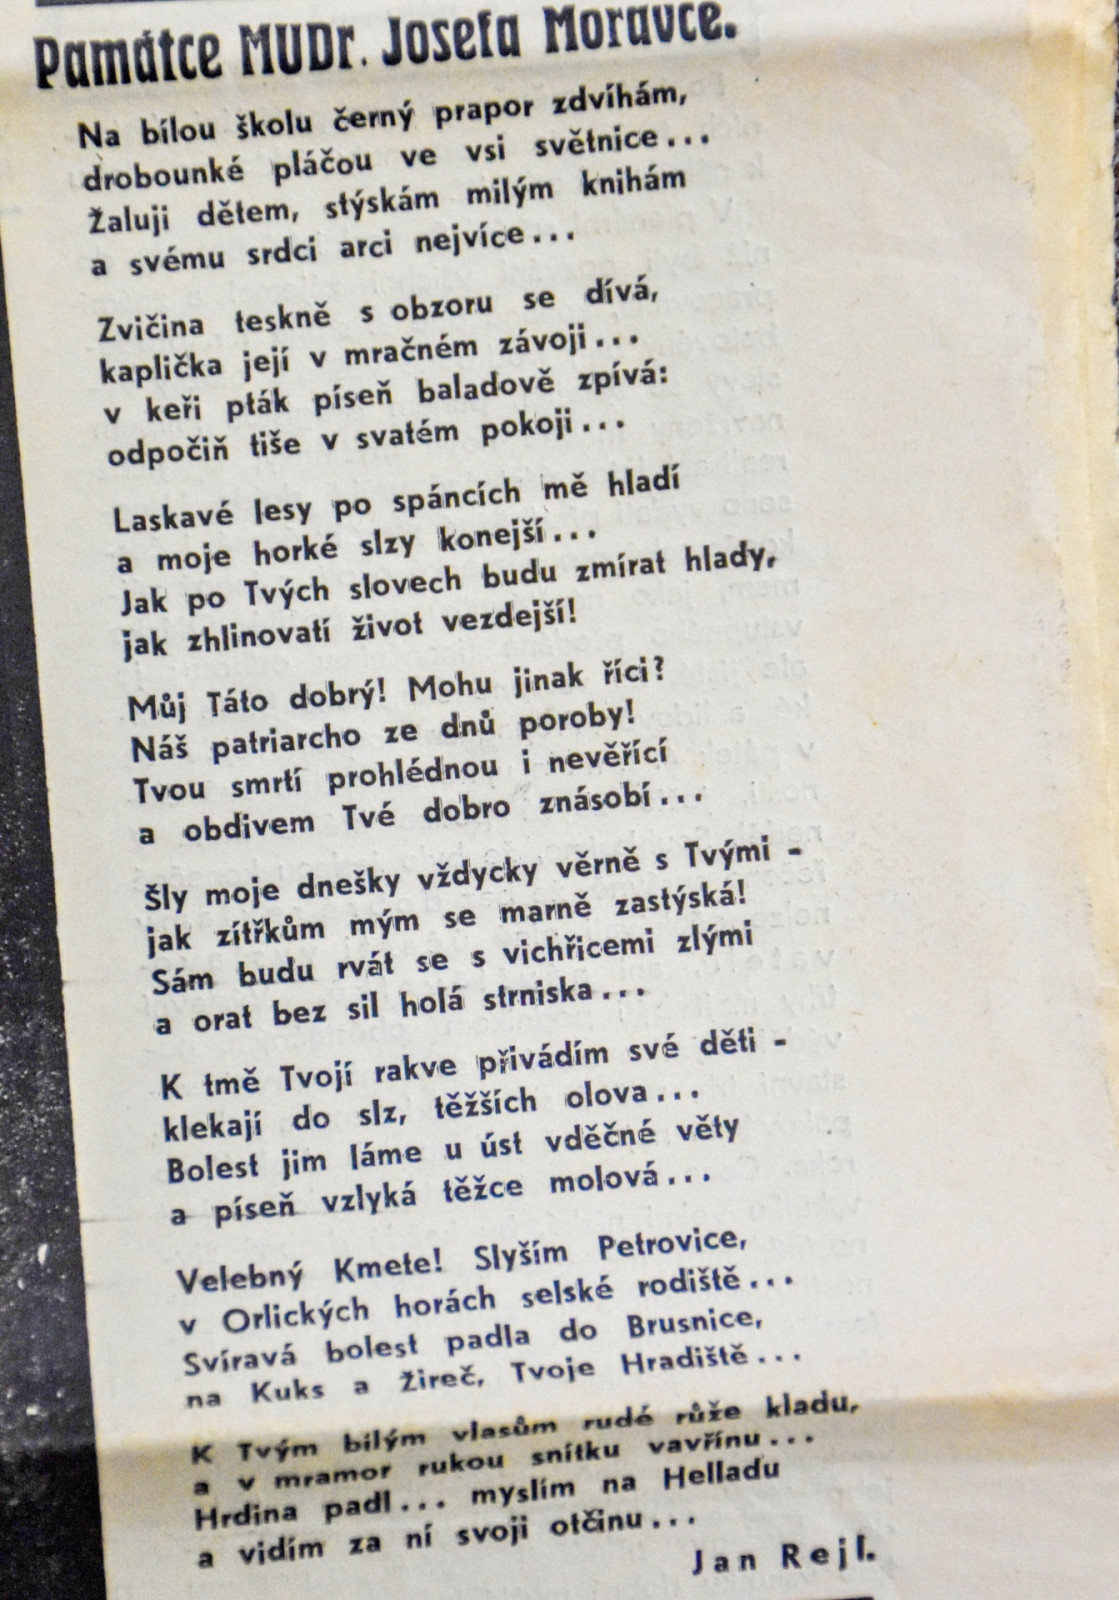 Památce MUDr. Josefa Moravce.
Na bílou školu černý prapor zdvíhám,
drobounké pláčou ve vsi světnice...
Žaluji dětem, stýskám milým knihám
a svému srdci arci nejvíce...
Zvičina teskně s obzoru se dívá,
kaplička její v mračném závoji...
v keři pták píseň baladově zpívá:
odpočiň tiše v svatém pokoji...
Laskavé lesy po spáncích mě hladí
a moje horké slzy konejší...
Jak po Tvých slovech budu zmírat hlady,
jak zhlinovatí život vezdejší!
Můj Táto dobrý! Mohu jinak říci?
Náš patriarcho ze dnů poroby!
Tvou smrtí prohlédnou i nevěřící
a obdivem Tvé dobro znásobí...
Šly moje dnešky vždycky věrně s Tvými -
jak zítřkům mým se marně zastýská!
Sám budu rvát se s vichřicemi zlými
a orat bez sil holá strniska...
K tmě Tvojí rakve přivádím své děti -
klekají do slz, těžších olova...
Bolest jim láme u úst vděčné věty
a píseň vzlyká těžce molová...
Velebný Kmete! Slyším Petrovice,
v Orlických horách selské rodiště...
Svíravá bolest padla do Brusnice,
na Kuks a Žireč, Tvoje Hradiště...
K Tvým bílým vlasům rudé růže kladu,
a v mramor rukou snítku vavřínu...
Hrdina padl... myslím na Helladu
a vidím za ní svoji otčinu...
Jan Rejl.